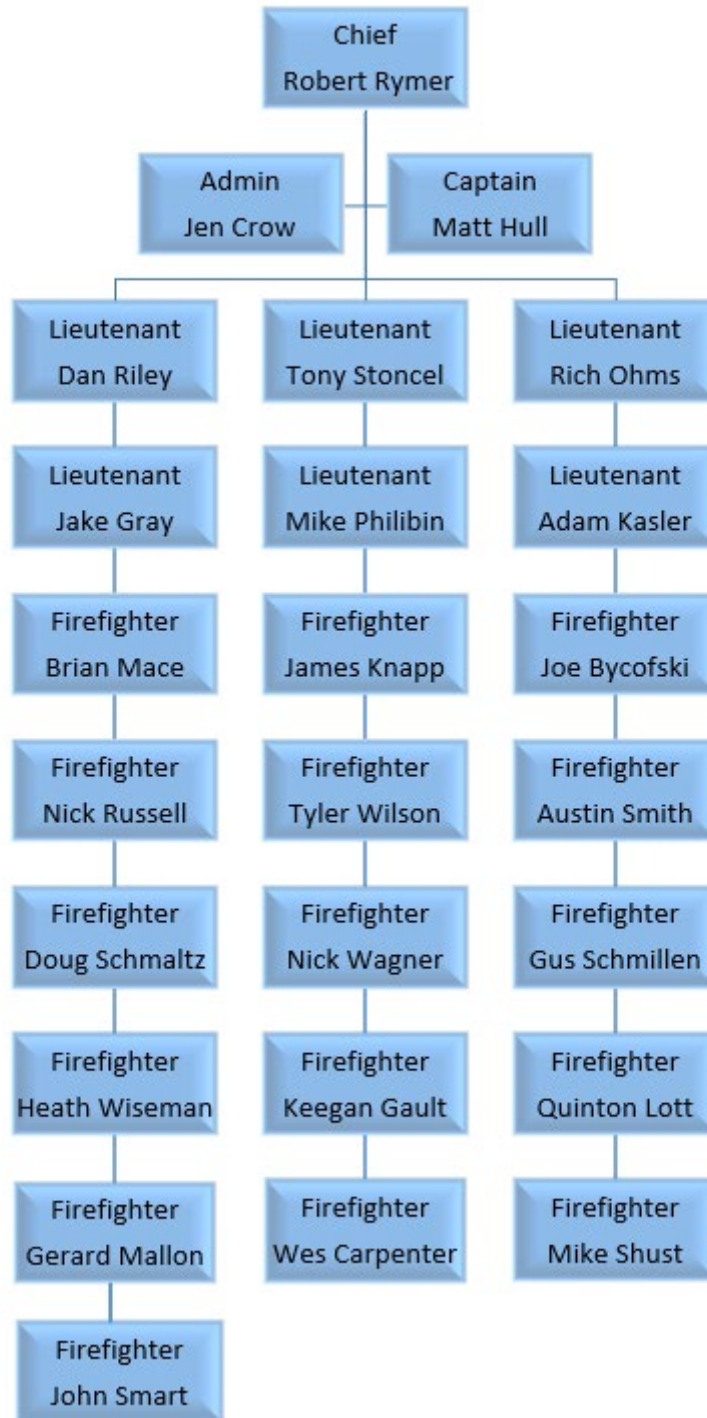 Chief
Robert Rymer
Admin
Jen Crow
Captain
Matt Hull
Lieutenant
Dan Riley
Lieutenant
Jake Gray
Firefighter
Brian Mace
Firefighter
Nick Russell
Firefighter
Doug Schmaltz
Firefighter
Heath Wiseman
Firefighter
Gerard Mallon
Firefighter
John Smart
Lieutenant
Tony Stoncel
Lieutenant
Mike Philibin
Firefighter
James Knapp
Firefighter
Tyler Wilson
Firefighter
Nick Wagner
Firefighter
Keegan Gault
Firefighter
Wes Carpenter
Lieutenant
Rich Ohms
Lieutenant
Adam Kasler
Firefighter
Joe Bycofski
Firefighter
Austin Smith
Firefighter
Gus Schmillen
Firefighter
Quinton Lott
Firefighter
Mike Shust